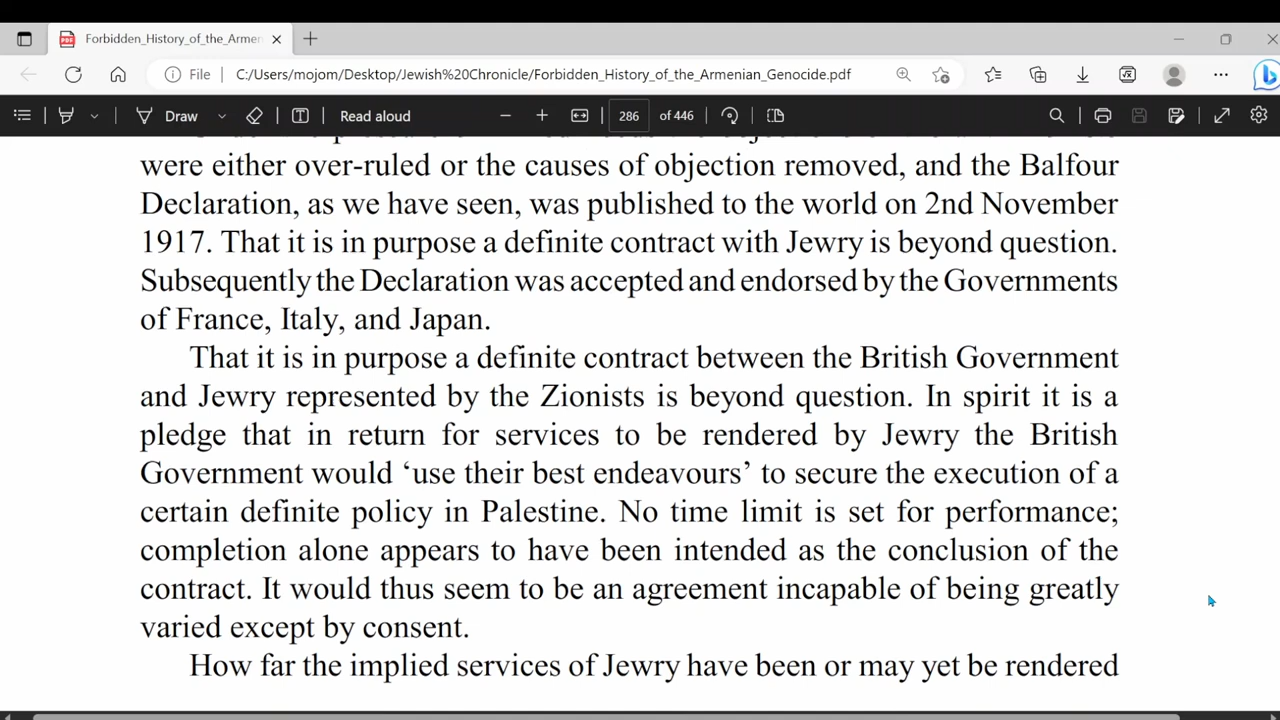 Forbidden_History_of_the_Armen
File C:/Users/mojom/Desktop/Jewish%20Chronicle/Forbidden_History_of_the_Armenian_Genocide.pdf
Draw Read aloud 286 of 446
were either over-ruled or the causes of objection removed, and the Balfour
Declaration, as we have seen, was published to the world on 2nd November
1917. That it is in purpose a definite contract with Jewry is beyond question.
Subsequently the Declaration was accepted and endorsed by the Governments
of France, Italy, and Japan.
That it is in purpose a definite contract between the British Government
and Jewry represented by the Zionists is beyond question. In spirit it is a
pledge that in return for services to be rendered by Jewry the British
Government would ‘use their best endeavours’ to secure the execution of a
certain definite policy in Palestine. No time limit is set for performance;
completion alone appears to have been intended as the conclusion of the
contract. It would thus seem to be an agreement incapable of being greatly
varied except by consent.
How far the implied services of Jewry have been or may yet be rendered